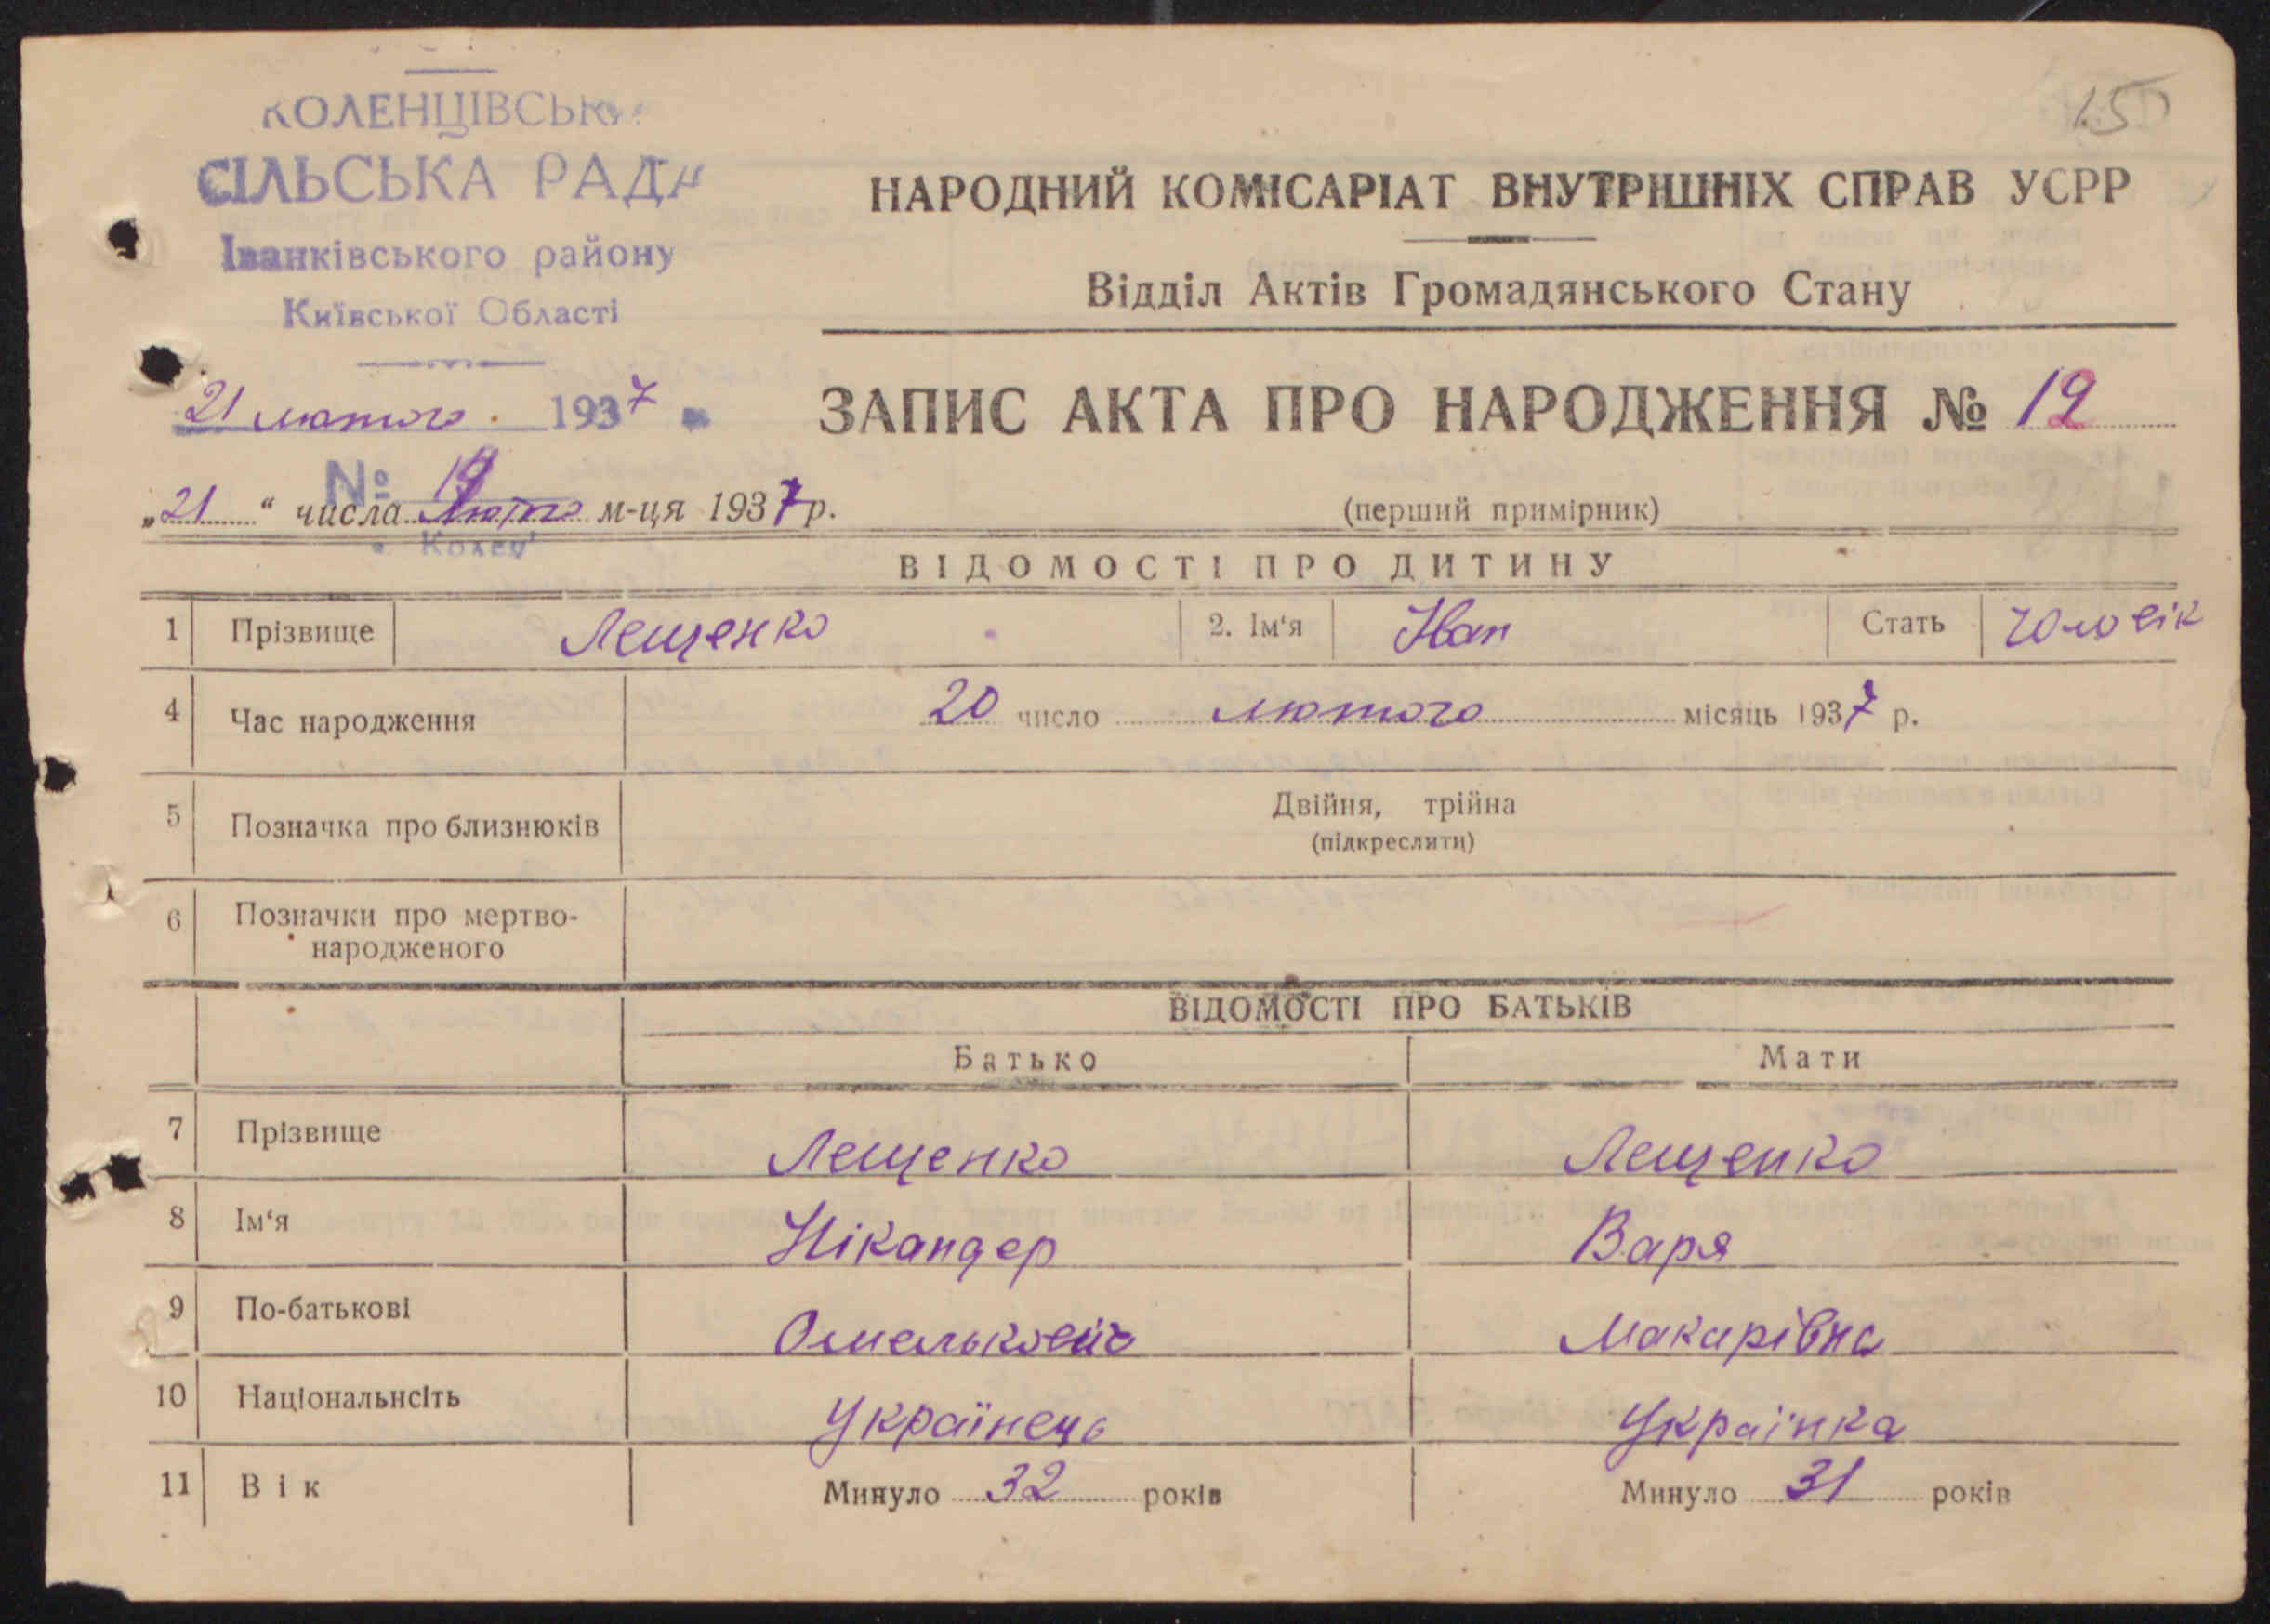 150
КОЛЕНЦІВСЬКА
СІЛЬСЬКА РАДА
Іванківського району
Київської Області
21 лютого 1937
№ 19
НАРОДНИЙ КОМІСАРІАТ ВНУТРІШНІХ СПРАВ УСРР
Відділ Актів Громадянського Стану
ЗАПИС АКТА ПРО НАРОДЖЕННЯ № 19
„21“ числа Лютого м-ця 1937 р.
(перший примірник)
ВІДОМОСТІ ПРО ДИТИНУ
1 Прізвище Лещенко 2. Ім‘я Іван Стать Чоловік
4 Час народження 20 число лютого місяць 1937 р.
5 Позначка про близнюків Двійня, трійна
(підкреслити)
6 Позначки про мертво-
народженого
ВІДОМОСТІ ПРО БАТЬКІВ
Батько Мати
7 Прізвище Лещенко Лещенко
8 Ім‘я Нікандер Варя
9 По-батькові Макарівна
10 Національнсіть Українець Українка
11 Вік Минуло 32 років Минуло 31 років